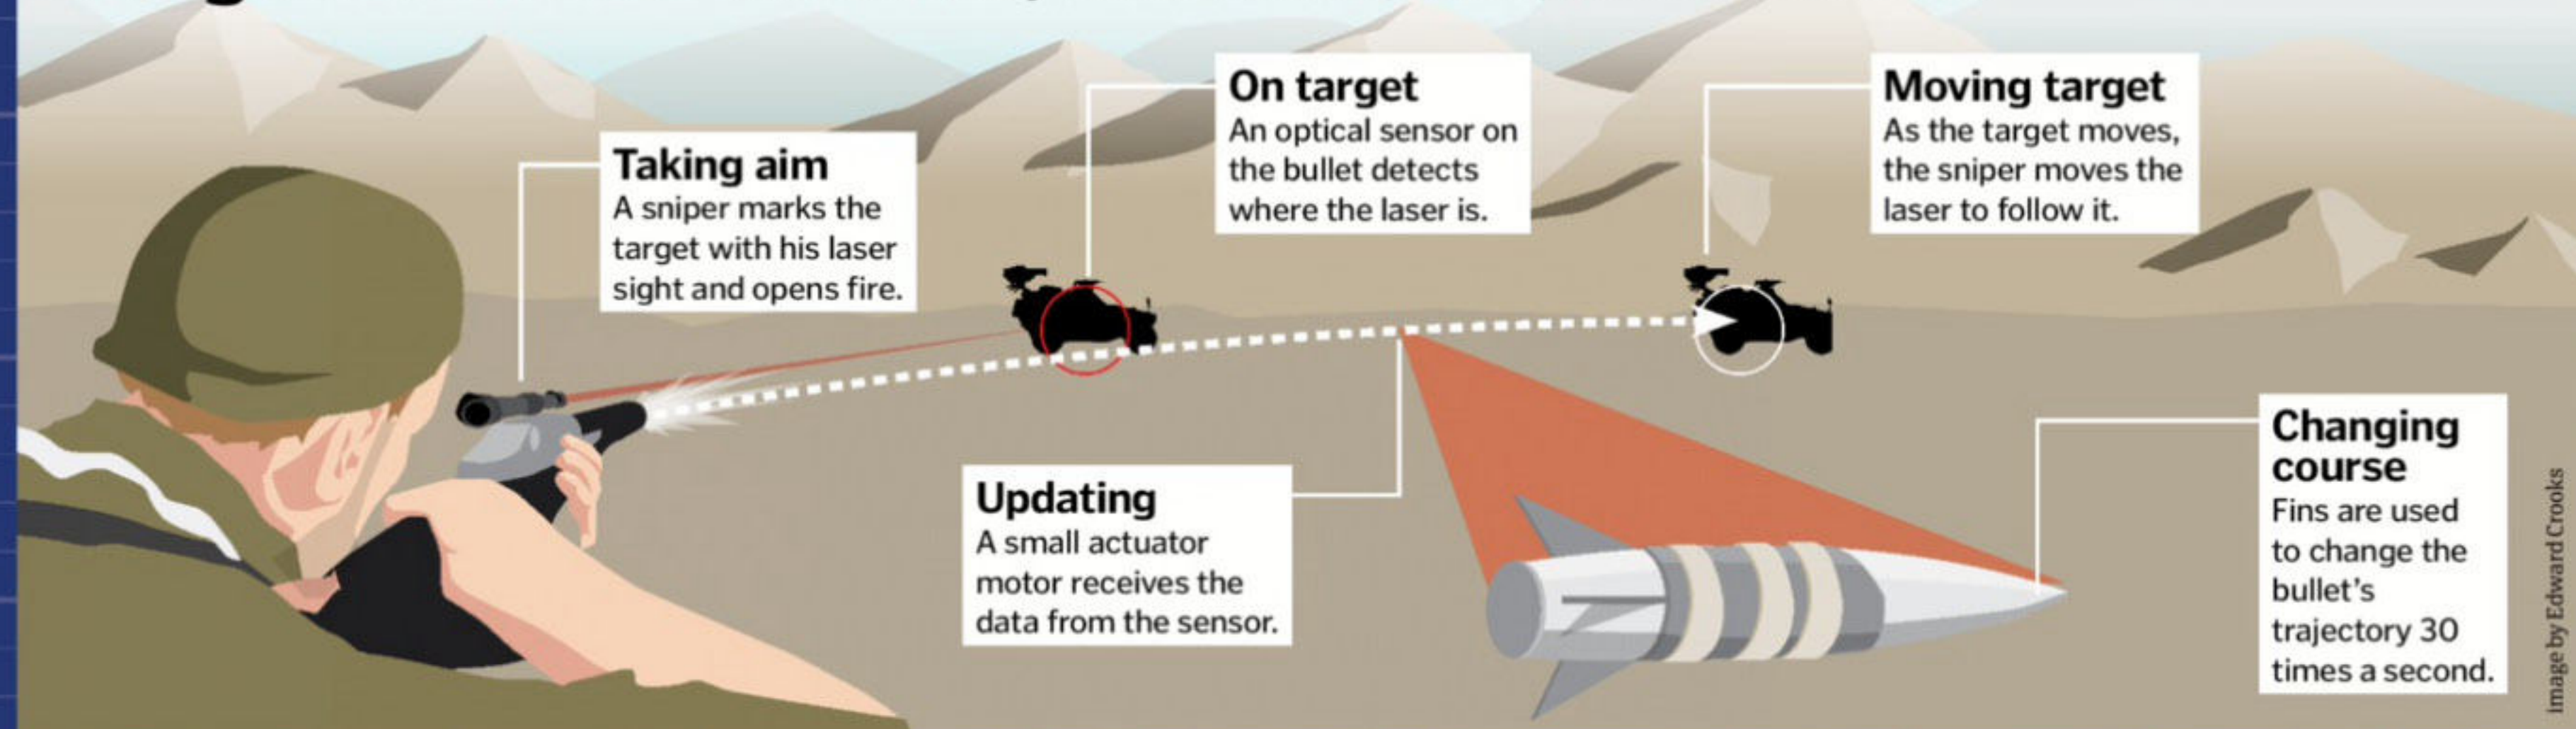 Taking aim
A sniper marks the
target with his laser
sight and opens fire.
On target
An optical sensor on
the bullet detects
where the laser is.
Moving target
As the target moves,
the sniper moves the
laser to follow it.
Updating
A small actuator
motor receives the
data from the sensor.
Changing
course
Fins are used
to change the
bullet's
trajectory 30
times a second.
Image by Edward Crooks